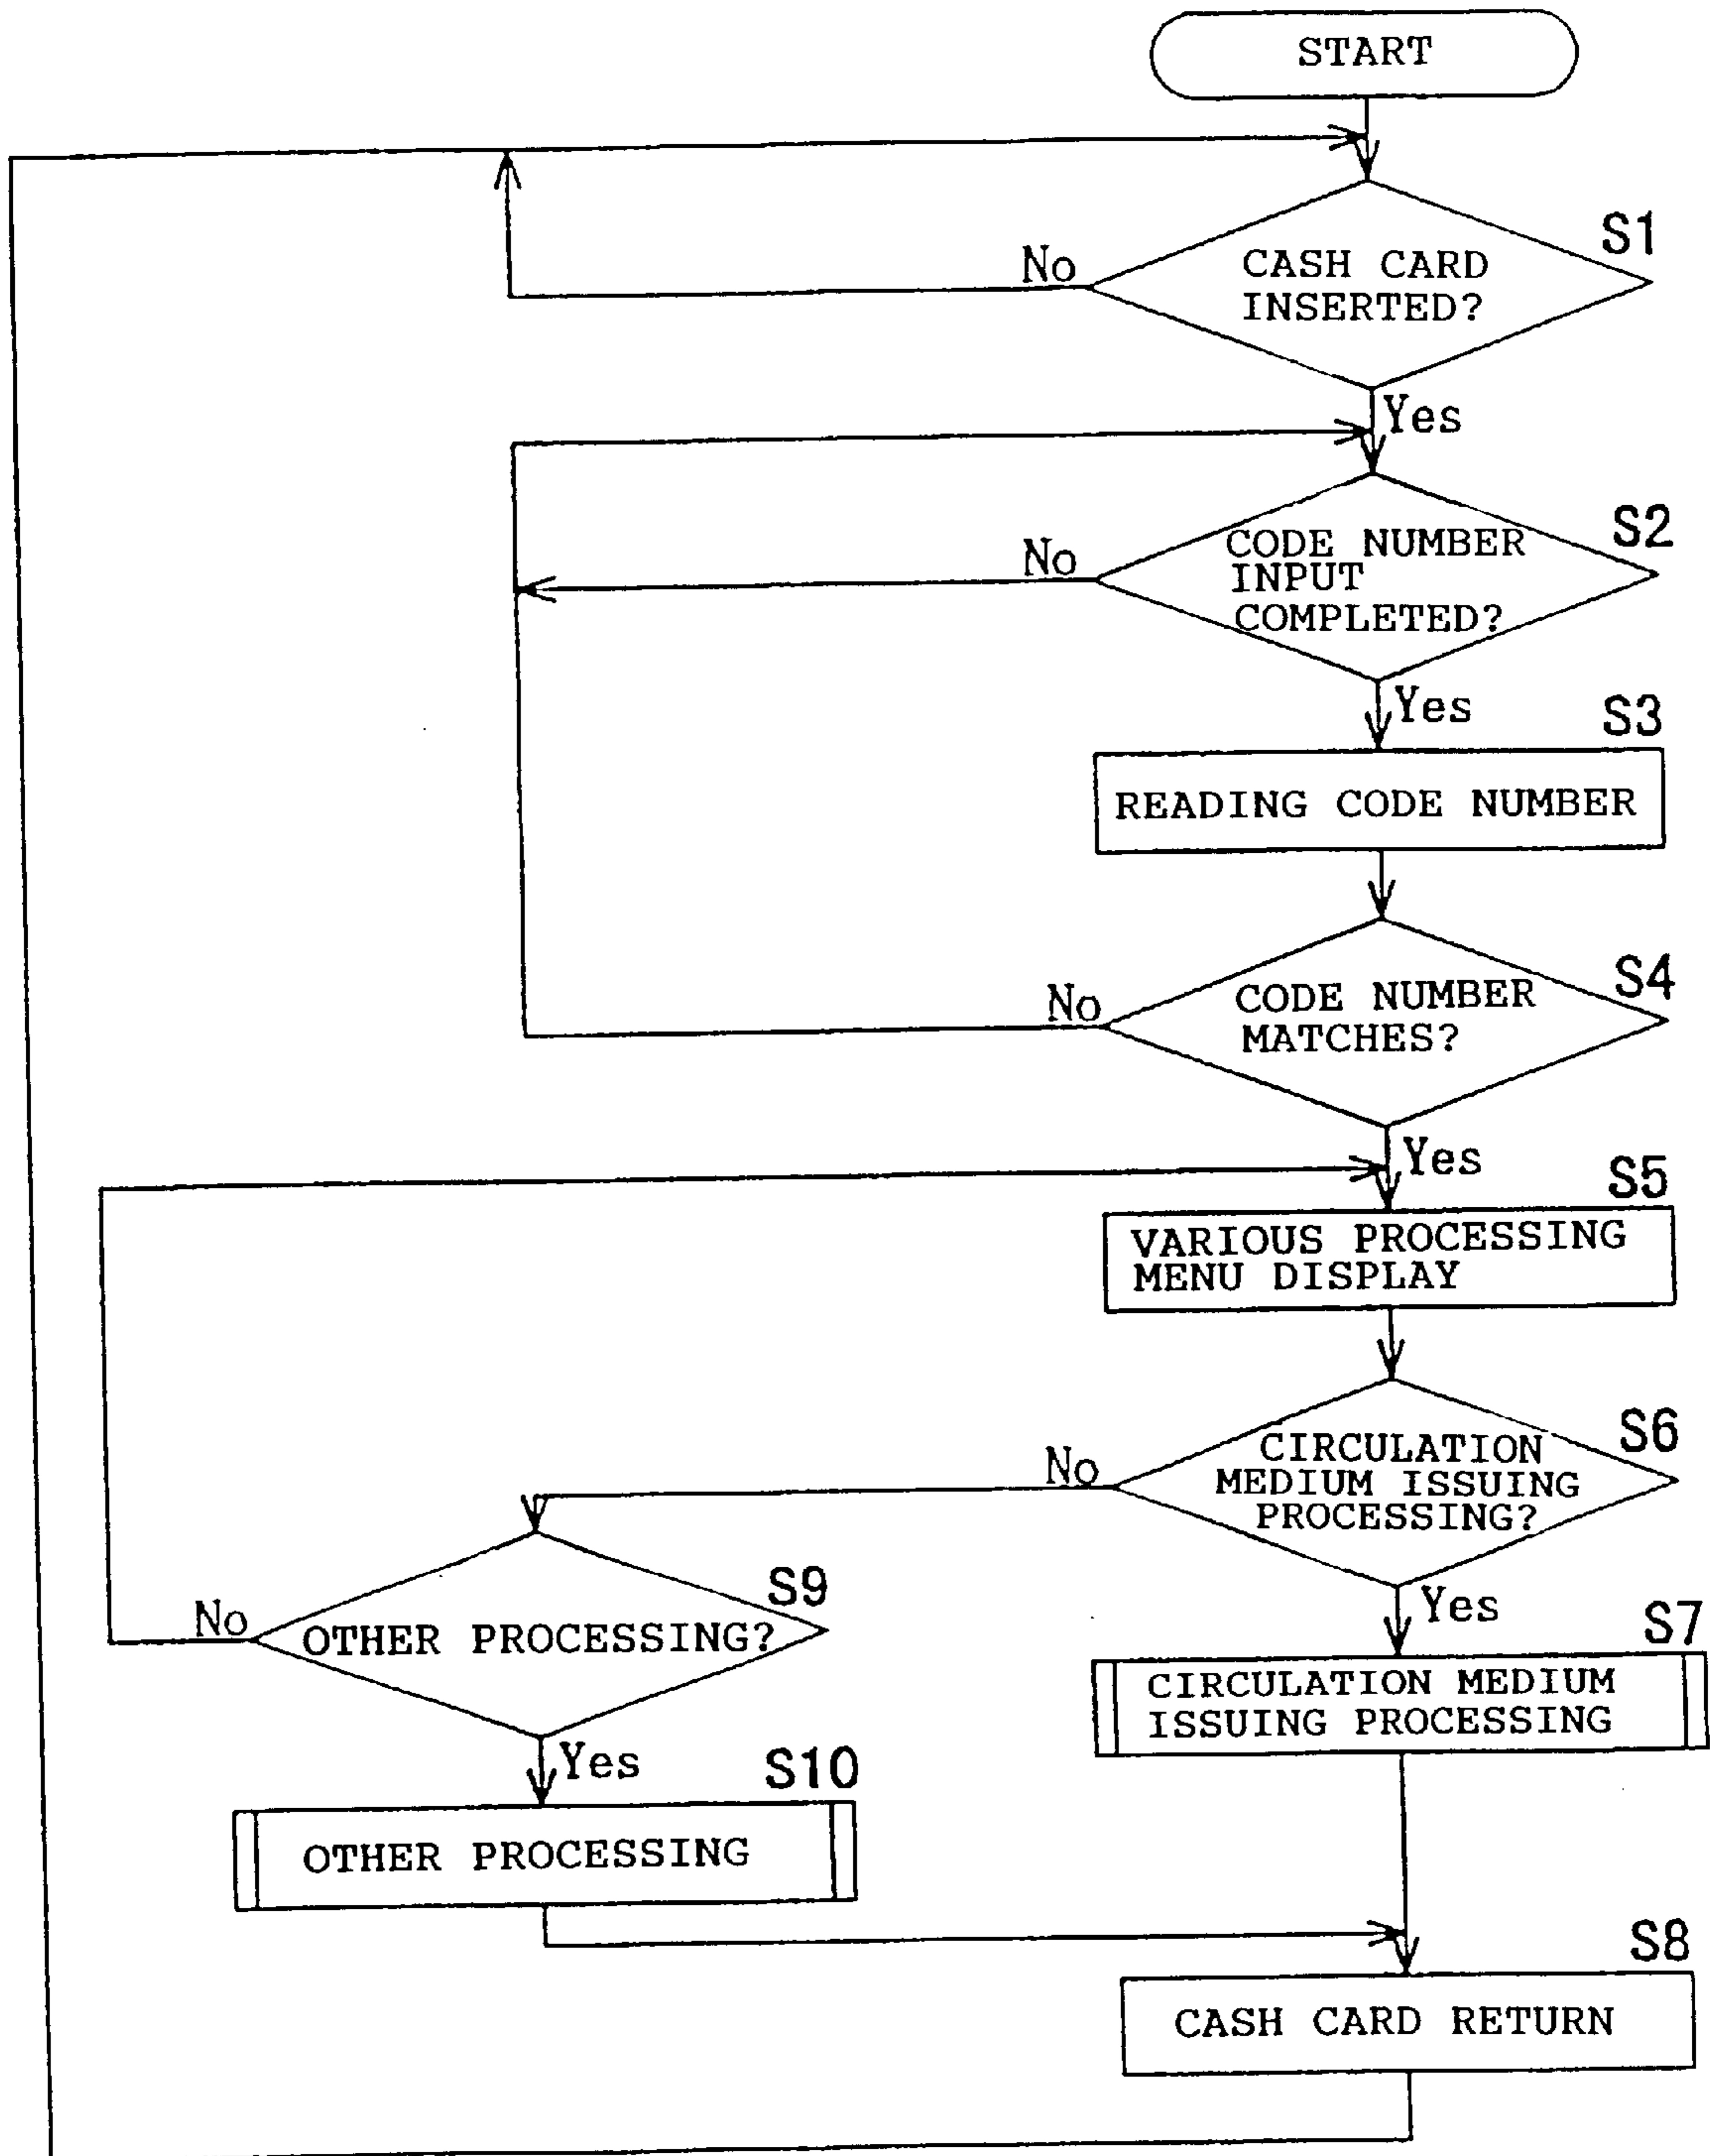 START
S1
No
CASH CARD
INSERTED?
Yes
S2
No
CODE NUMBER
INPUT
COMPLETED?
Yes
S3
READING CODE NUMBER
S4
No
CODE NUMBER
MATCHES?
Yes
S5
VARIOUS PROCESSING
MENU DISPLAY
S6
No
CIRCULATION
MEDIUM ISSUING
PROCESSING?
Yes
S9
No
OTHER PROCESSING?
Yes
S7
CIRCULATION MEDIUM
ISSUING PROCESSING
S10
OTHER PROCESSING
S8
CASH CARD RETURN